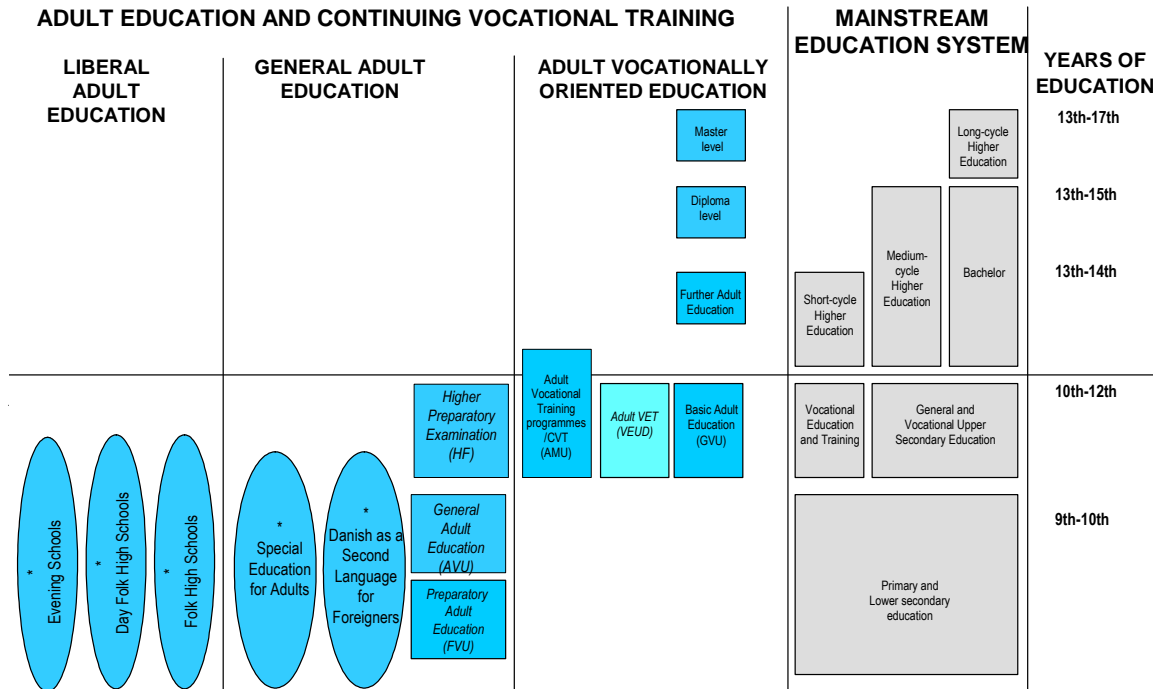 ADULT EDUCATION AND CONTINUING VOCATIONAL TRAINING
MAINSTREAM
EDUCATION SYSTEM
YEARS OF
EDUCATION
LIBERAL
ADULT
EDUCATION
GENERAL ADULT
EDUCATION
ADULT VOCATIONALLY
ORIENTED EDUCATION
Master
level
Long-cycle
Higher
Education
13th-17th
Diploma
level
13th-15th
Further Adult
Education
Short-cycle
Higher
Education
Medium-
cycle
Higher
Education
Bachelor
13th-14th
Higher
Preparatory
Examination
(HF)
Adult
Vocational
Training
programmes
/CVT
(AMU)
Adult VET
(VEUD)
Basic Adult
Education
(GVU)
Vocational
Education
and Training
General and
Vocational Upper
Secondary Education
10th-12th
* Evening Schools
* Day Folk High Schools
* Folk High Schools
*
Special
Education
for Adults
*
Danish as a
Second
Language
for
Foreigners
General
Adult
Education
(AVU)
Preparatory
Adult
Education
(FVU)
Primary and
Lower secondary
education
9th-10th